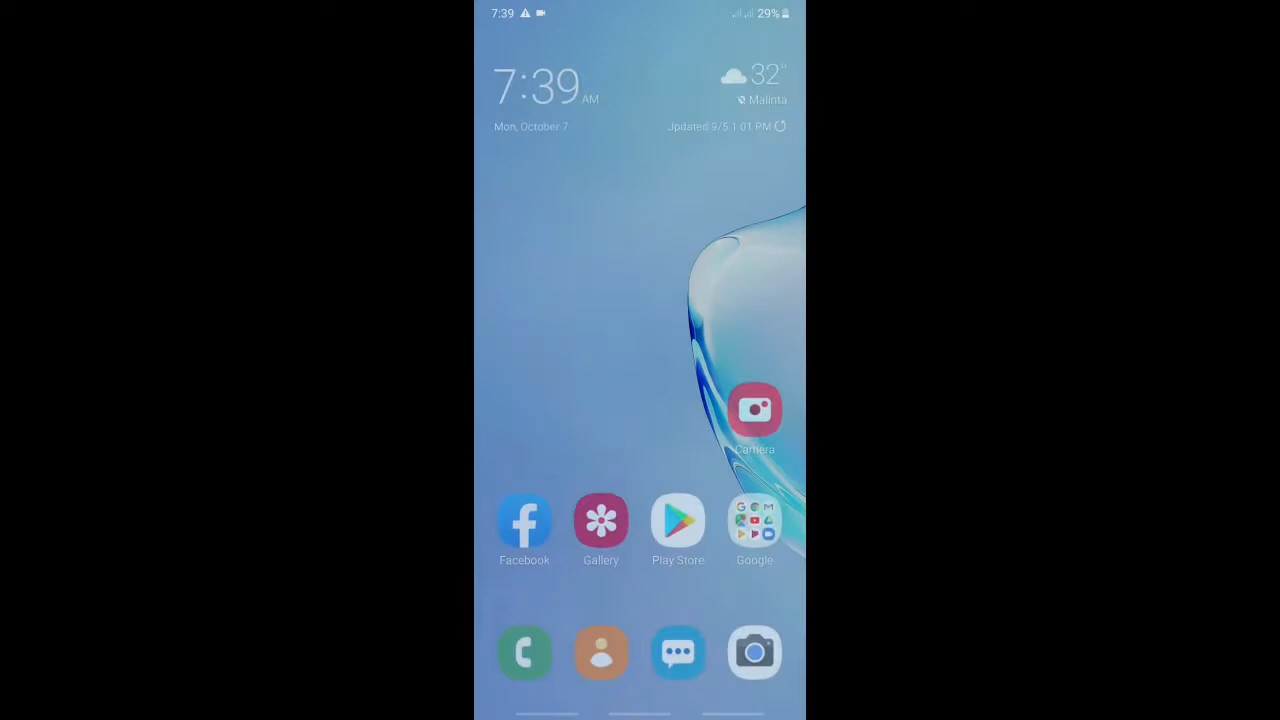 7:39
29%
7:39 AM
32°
Malinta
Mon, October 7
Updated 9/5 1:01 PM
Camera
Facebook
Gallery
Play Store
Google